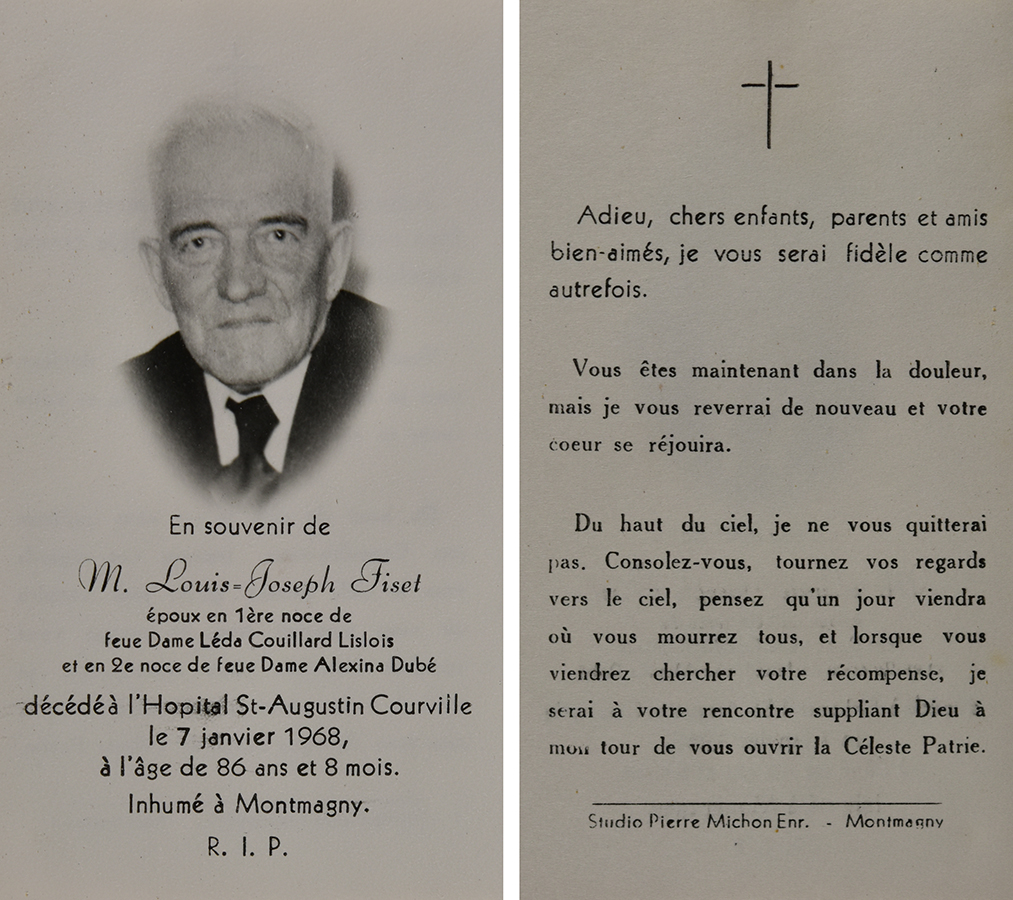 En souvenir de
M. Louis=Joseph Fiset
époux en 1ère noce de
feue Dame Léda Couillard Lislois
et en 2e noce de feue Dame Alexina Dubé
décédé à l'Hopital St-Augustin Courville
le 7 janvier 1968,
à l'âge de 86 ans et 8 mois.
Inhumé à Montmagny.
R. I. P.
Adieu, chers enfants, parents et amis
bien-aimés, je vous serai fidèle comme
autrefois.
Vous êtes maintenant dans la douleur,
mais je vous reverrai de nouveau et votre
coeur se réjouira.
Du haut du ciel, je ne vous quitterai
pas. Consolez-vous, tournez vos regards
vers le ciel, pensez qu'un jour viendra
où vous mourrez tous, et lorsque vous
viendrez chercher votre récompense, je
serai à votre rencontre suppliant Dieu à
mon tour de vous ouvrir la Céleste Patrie.
Studio Pierre Michon Enr. - Montmagny